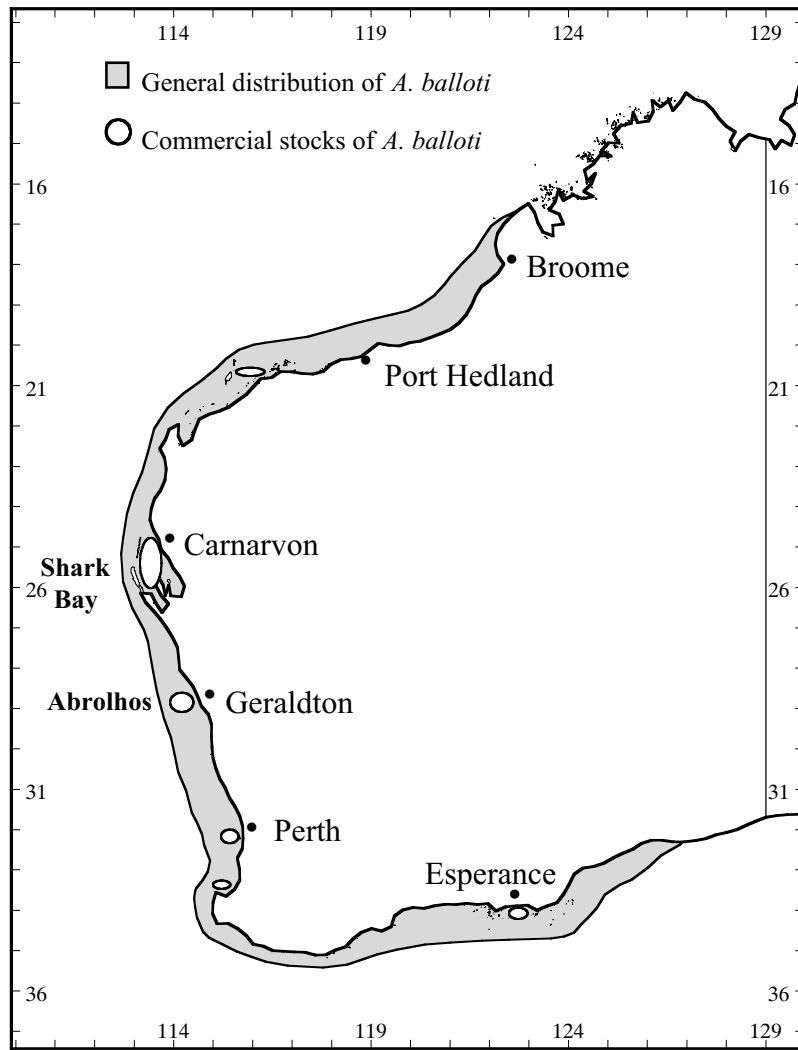 114 119 124 129
General distribution of A. balloti
Commercial stocks of A. balloti
16 16
Broome
Port Hedland
21 21
Carnarvon
Shark
Bay
26 26
Abrolhos
Geraldton
31 31
Perth
Esperance
36 36
114 119 124 129